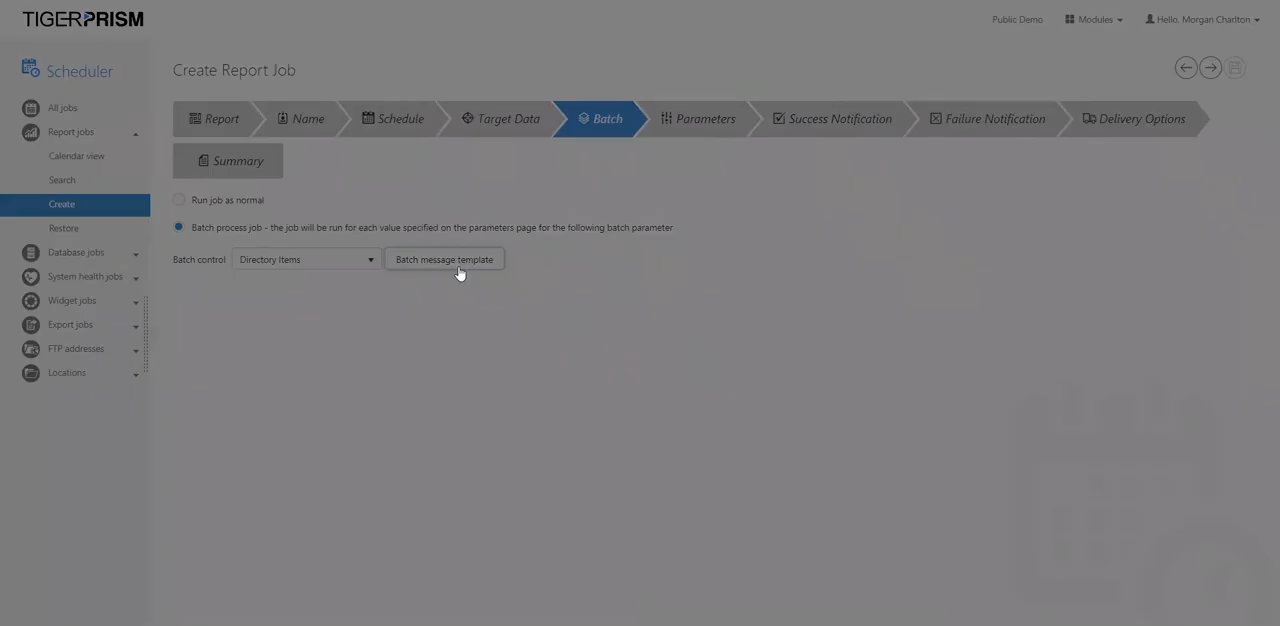 TIGERPRISM
Public Demo
Modules
Hello, Morgan Charlton
Scheduler
All jobs
Report jobs
Calendar view
Search
Create
Restore
Database jobs
System health jobs
Widget jobs
Export jobs
FTP addresses
Locations
Create Report Job
Report
Name
Schedule
Target Data
Batch
Parameters
Success Notification
Failure Notification
Delivery Options
Summary
Run job as normal
Batch process job - the job will be run for each value specified on the parameters page for the following batch parameter
Batch control
Directory Items
Batch message template